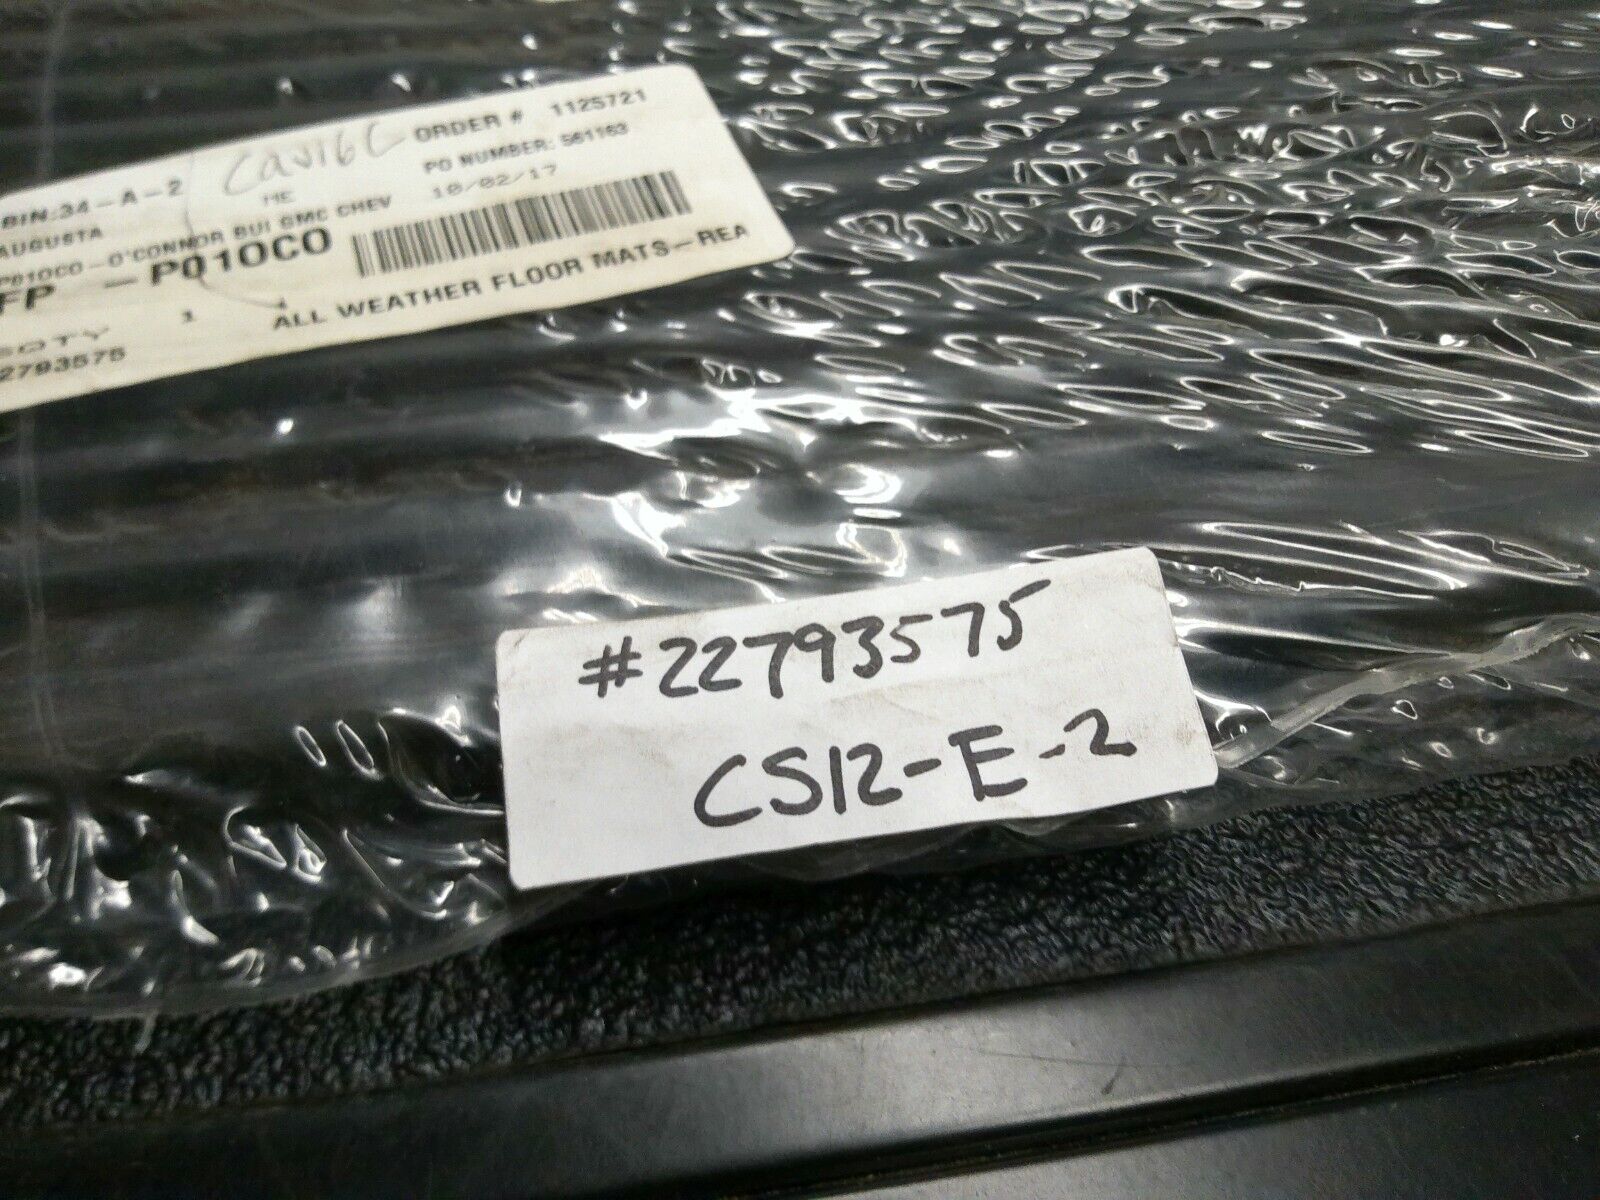 BIN:34-A-2
Cav16C
ORDER # 1125721
PO NUMBER: 561163
AUGUSTA
ME
10/02/17
P010CO-O'CONNOR BUI GMC CHEV
FP -P010CO
1
ALL WEATHER FLOOR MATS-REA
QTY
2793575
#22793575
CS12-E-2